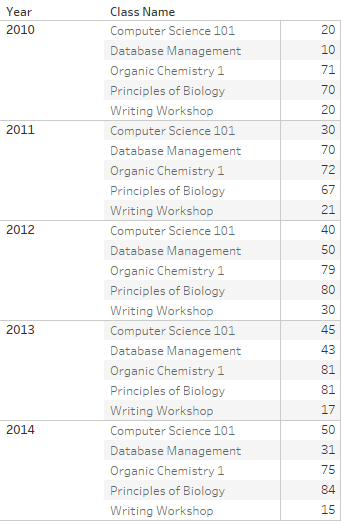 Year Class Name
2010 Computer Science 101 20
Database Management 10
Organic Chemistry 1 71
Principles of Biology 70
Writing Workshop 20
2011 Computer Science 101 30
Database Management 70
Organic Chemistry 1 72
Principles of Biology 67
Writing Workshop 21
2012 Computer Science 101 40
Database Management 50
Organic Chemistry 1 79
Principles of Biology 80
Writing Workshop 30
2013 Computer Science 101 45
Database Management 43
Organic Chemistry 1 81
Principles of Biology 81
Writing Workshop 17
2014 Computer Science 101 50
Database Management 31
Organic Chemistry 1 75
Principles of Biology 84
Writing Workshop 15